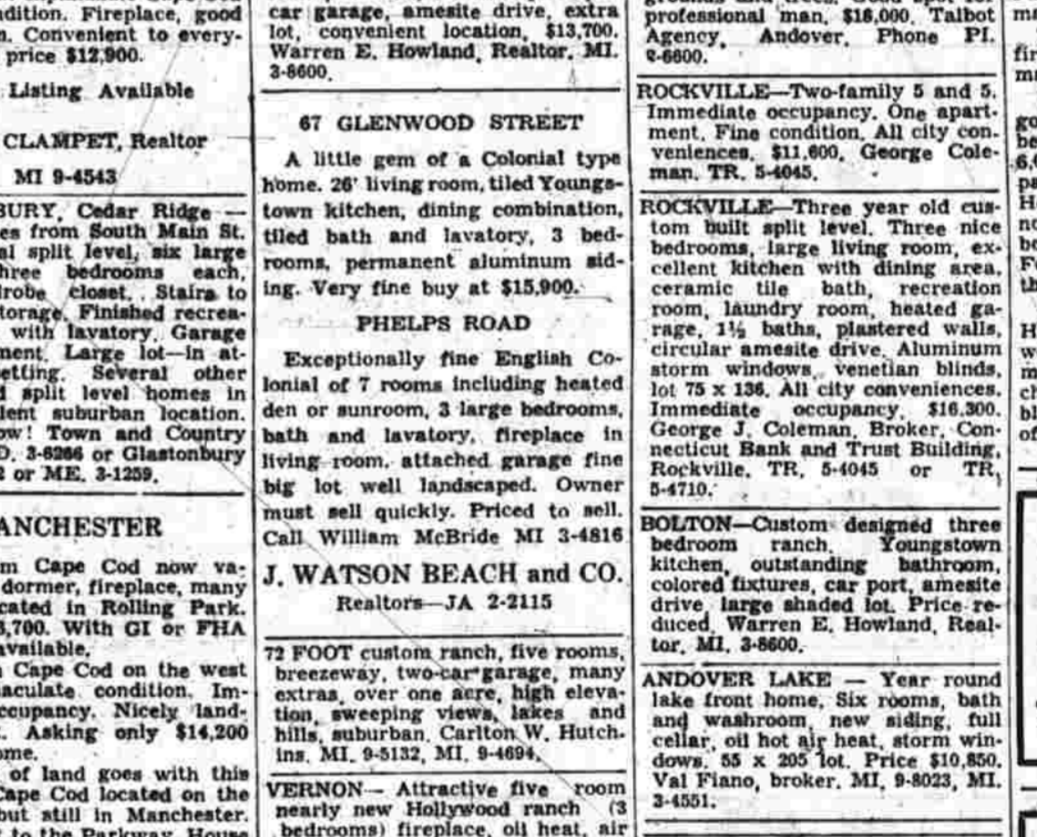 dition. Fireplace, good
Convenient to every-
price $12,900.
Listing Available
CLAMPET, Realtor
MI 9-4543
BURY, Cedar Ridge —
es from South Main St.
al split level, six large
hree bedrooms each,
drobe closet. Stairs to
torage. Finished recrea-
with lavatory. Garage
ment. Large lot—in at-
etting. Several other
split level homes in
lent suburban location.
ow! Town and Country
D. 3-6266 or Glastonbury
2 or ME. 3-1259.
ANCHESTER
m Cape Cod now va-
dormer, fireplace, many
cated in Rolling Park.
3,700. With GI or FHA
available.
Cape Cod on the west
aculate condition. Im-
ccupancy. Nicely land-
Asking only $14,200
ome.
of land goes with this
Cape Cod located on the
but still in Manchester.
to the Parkway. House
car garage, amesite drive, extra
lot, convenient location, $13,700.
Warren E. Howland, Realtor. MI.
3-8600.
67 GLENWOOD STREET
A little gem of a Colonial type
home. 26' living room, tiled Youngs-
town kitchen, dining combination,
tiled bath and lavatory, 3 bed-
rooms, permanent aluminum sid-
ing. Very fine buy at $15,900.
PHELPS ROAD
Exceptionally fine English Co-
lonial of 7 rooms including heated
den or sunroom, 3 large bedrooms,
bath and lavatory, fireplace in
living room, attached garage fine
big lot well landscaped. Owner
must sell quickly. Priced to sell.
Call William McBride MI 3-4816
J. WATSON BEACH and CO.
Realtors—JA 2-2115
72 FOOT custom ranch, five rooms,
breezeway, two-car garage, many
extras, over one acre, high eleva-
tion, sweeping views, lakes and
hills, suburban. Carlton W. Hutch-
ins. MI. 9-5132, MI. 9-4694.
VERNON— Attractive five room
nearly new Hollywood ranch (3
bedrooms) fireplace, oil heat, air
professional man. $16,000. Talbot
Agency, Andover, Phone PI.
2-6600.
ROCKVILLE—Two-family 5 and 5.
Immediate occupancy. One apart-
ment. Fine condition. All city con-
veniences. $11,600. George Cole-
man. TR. 5-4045.
ROCKVILLE—Three year old cus-
tom built split level. Three nice
bedrooms, large living room, ex-
cellent kitchen with dining area,
ceramic tile bath, recreation
room, laundry room, heated ga-
rage, 1½ baths, plastered walls,
circular amesite drive. Aluminum
storm windows, venetian blinds,
lot 75 x 136. All city conveniences.
Immediate occupancy. $16,300.
George J. Coleman, Broker, Con-
necticut Bank and Trust Building,
Rockville. TR. 5-4045 or TR.
5-4710.
BOLTON—Custom designed three
bedroom ranch. Youngstown
kitchen, outstanding bathroom,
colored fixtures, car port, amesite
drive, large shaded lot. Price re-
duced. Warren E. Howland, Real-
tor. MI. 3-8600.
ANDOVER LAKE — Year round
lake front home. Six rooms, bath
and washroom, new siding, full
cellar, oil hot air heat, storm win-
dows. 55 x 205 lot. Price $10,850.
Val Fiano, broker. MI. 9-8023, MI.
3-4551.